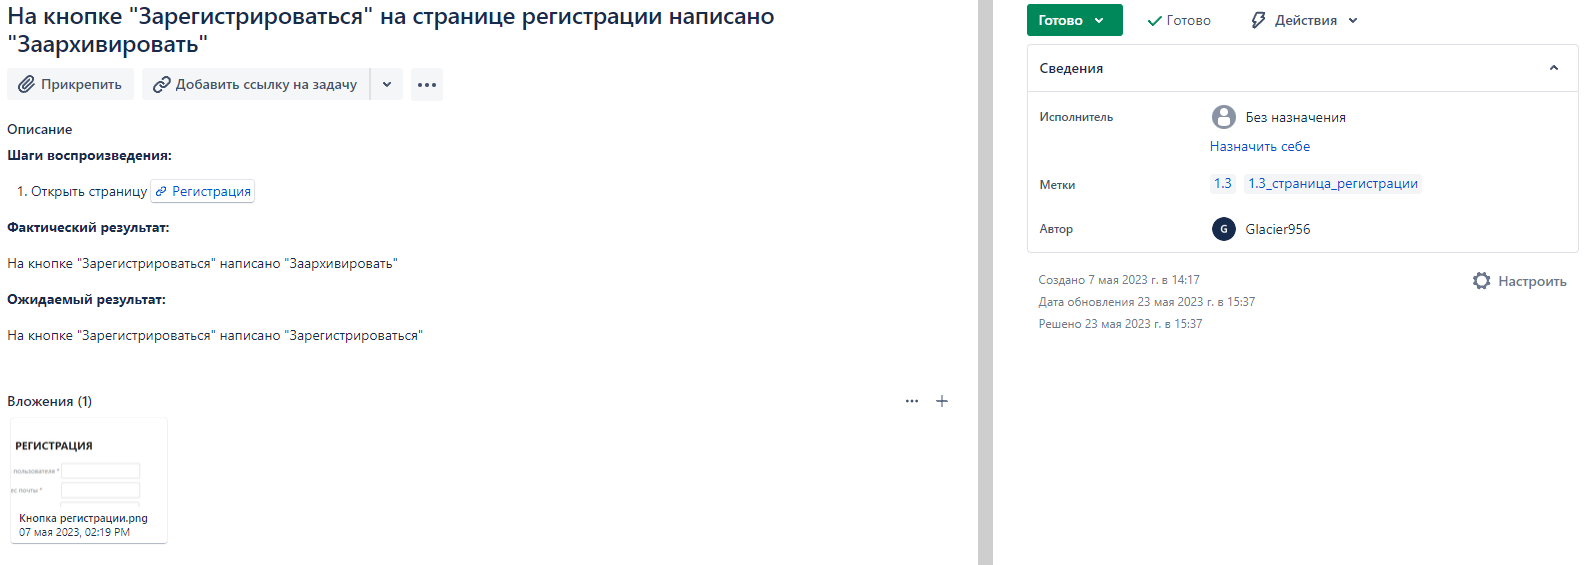 На кнопке "Зарегистрироваться" на странице регистрации написано
"Заархивировать"
Прикрепить
Добавить ссылку на задачу
Описание
Шаги воспроизведения:
1. Открыть страницу Регистрация
Фактический результат:
На кнопке "Зарегистрироваться" написано "Заархивировать"
Ожидаемый результат:
На кнопке "Зарегистрироваться" написано "Зарегистрироваться"
Вложения (1)
РЕГИСТРАЦИЯ
пользователя *
ес почты *
Кнопка регистрации.png
07 мая 2023, 02:19 PM
Готово
Готово
Действия
Сведения
Исполнитель
Без назначения
Назначить себе
Метки
1.3 1.3_страница_регистрации
Автор
G Glacier956
Создано 7 мая 2023 г. в 14:17
Настроить
Дата обновления 23 мая 2023 г. в 15:37
Решено 23 мая 2023 г. в 15:37